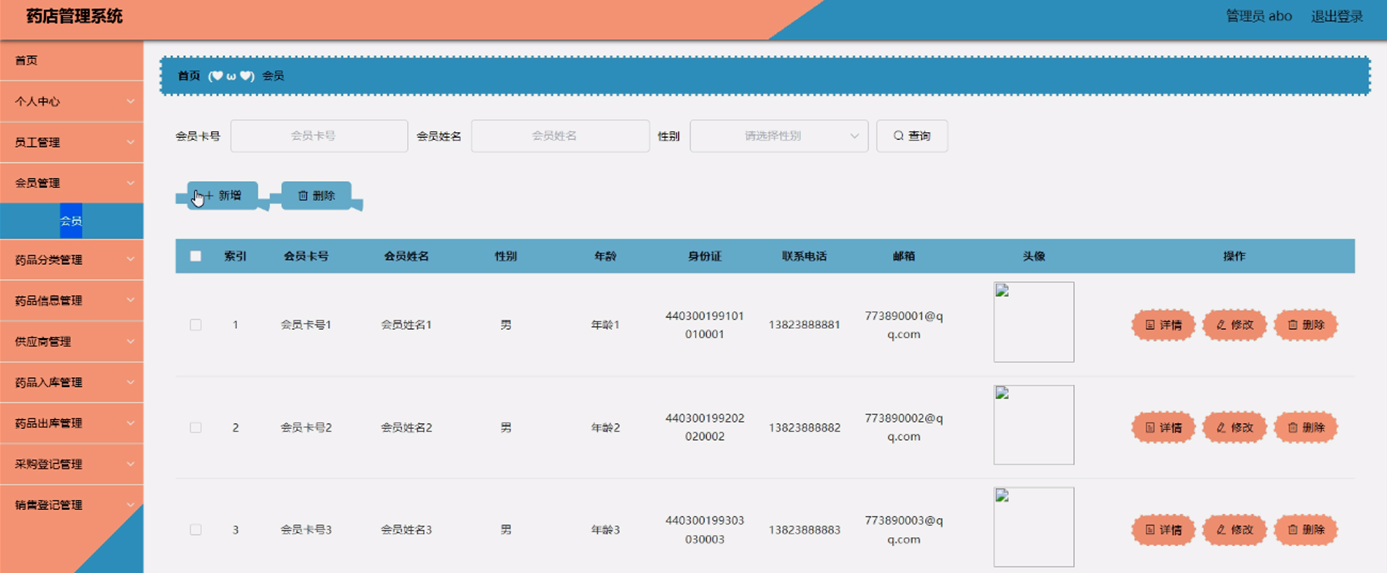 药店管理系统
管理员 abo
退出登录
首页
个人中心
员工管理
会员管理
会员
药品分类管理
药品信息管理
供应商管理
药品入库管理
药品出库管理
采购登记管理
销售登记管理
首页 (♥ω♥) 会员
会员卡号 会员卡号 会员姓名 会员姓名 性别 请选择性别 查询
新增 删除
索引 会员卡号 会员姓名 性别 年龄 身份证 联系电话 邮箱 头像 操作
1 会员卡号1 会员姓名1 男 年龄1 440300199101 13823888881 773890001@q 详情 修改 删除
010001 q.com
2 会员卡号2 会员姓名2 男 年龄2 440300199202 13823888882 773890002@q 详情 修改 删除
020002 q.com
3 会员卡号3 会员姓名3 男 年龄3 440300199303 13823888883 773890003@q 详情 修改 删除
030003 q.com